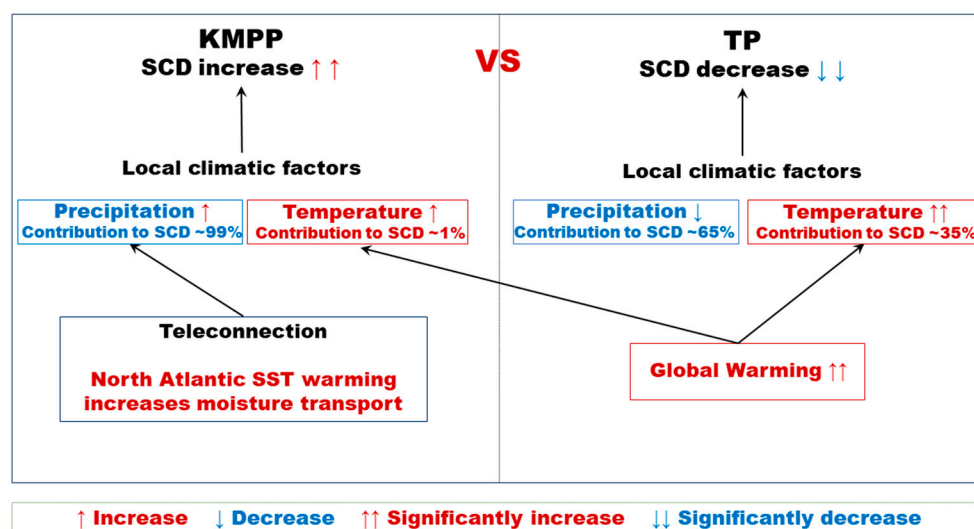 KMPP
SCD increase ↑ ↑
VS
TP
SCD decrease ↓ ↓
Local climatic factors
Local climatic factors
Precipitation ↑
Contribution to SCD ~99%
Temperature ↑
Contribution to SCD ~1%
Precipitation ↓
Contribution to SCD ~65%
Temperature ↑↑
Contribution to SCD ~35%
Teleconnection
North Atlantic SST warming
increases moisture transport
Global Warming ↑↑
↑ Increase ↓ Decrease ↑↑ Significantly increase ↓↓ Significantly decrease